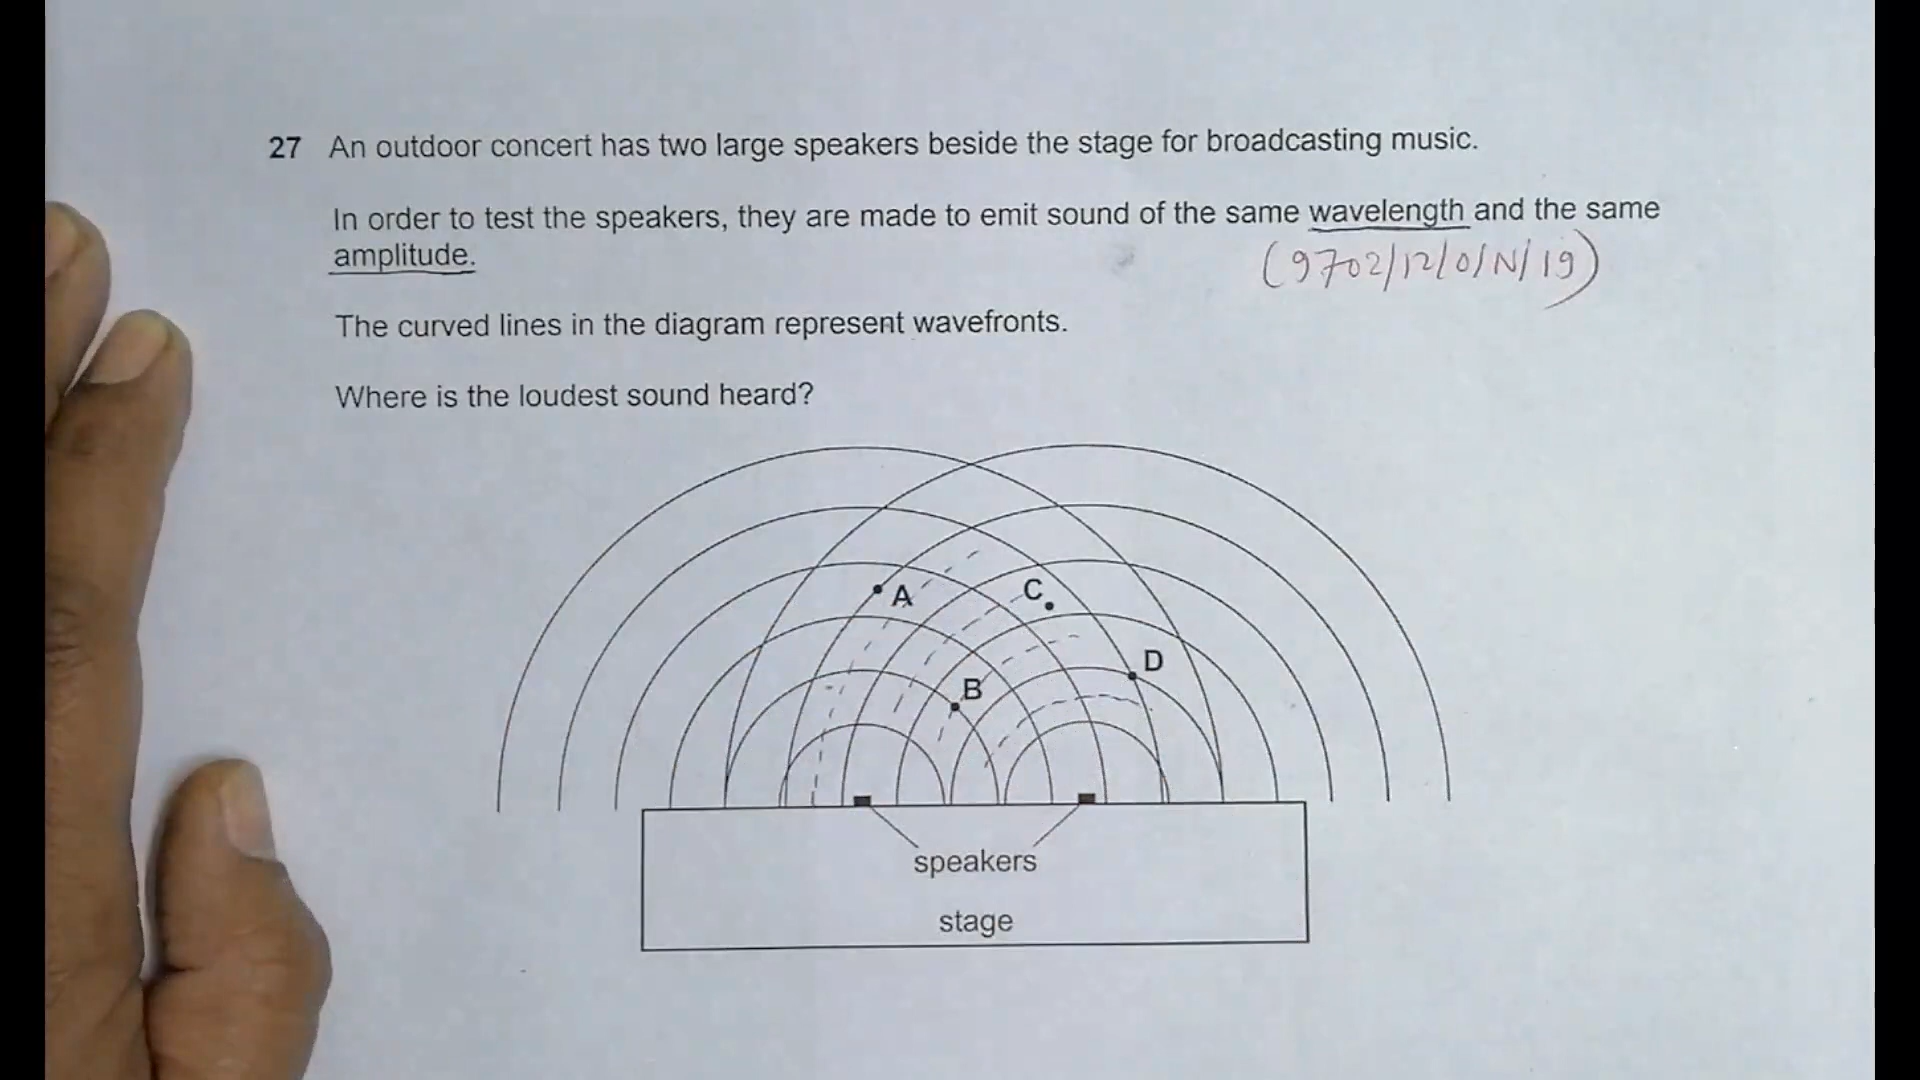 27 An outdoor concert has two large speakers beside the stage for broadcasting music.
In order to test the speakers, they are made to emit sound of the same wavelength and the same
amplitude.
(9702/12/O/N/19)
The curved lines in the diagram represent wavefronts.
Where is the loudest sound heard?
A
C
D
B
speakers
stage